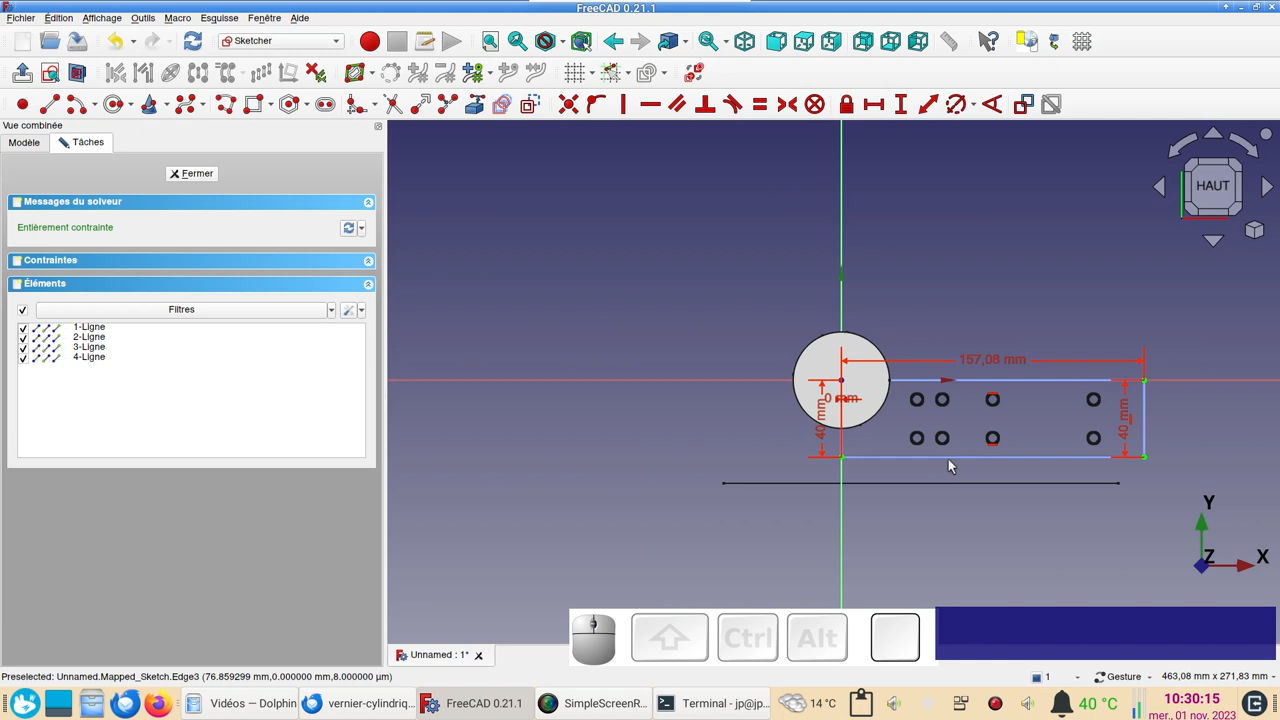 FreeCAD 0.21.1
Fichier Édition Affichage Outils Macro Esquisse Fenêtre Aide
Sketcher
Vue combinée
Modèle Tâches
Fermer
Messages du solveur
Entièrement contrainte
Contraintes
Éléments
Filtres
1-Ligne
2-Ligne
3-Ligne
4-Ligne
HAUT
157,08 mm
0 mm
40 mm
40 mm
Y
Z
X
Ctrl
Alt
Unnamed : 1*
Preselected: Unnamed.Mapped_Sketch.Edge3 (76.859299 mm,0.000000 mm,8.000000 µm)
1
Gesture
463,08 mm x 271,83 mm
Vidéos — Dolphin
vernier-cylindriq...
FreeCAD 0.21.1
SimpleScreenR...
Terminal - jp@jp...
14 °C
40 °C
10:30:15
mer., 01 nov. 2023